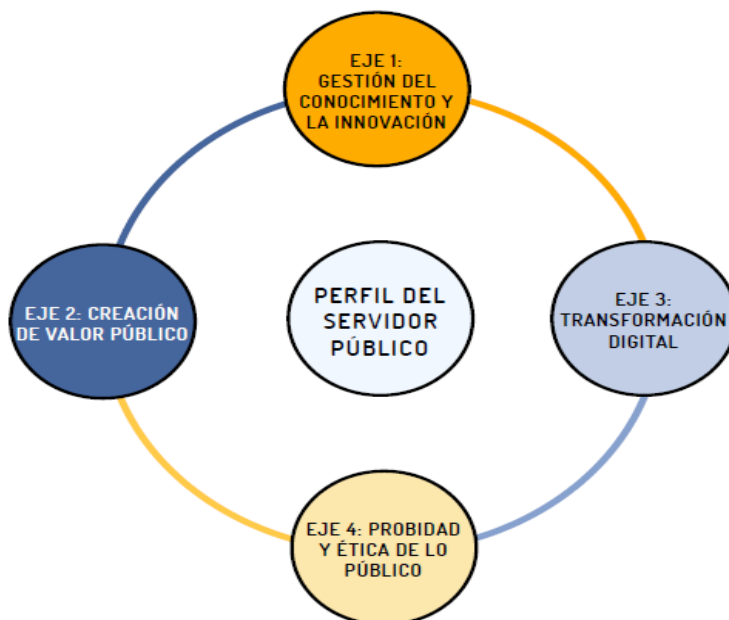 EJE 1:
GESTIÓN DEL
CONOCIMIENTO Y
LA INNOVACIÓN
EJE 2: CREACIÓN
DE VALOR PÚBLICO
PERFIL DEL
SERVIDOR
PÚBLICO
EJE 3:
TRANSFORMACIÓN
DIGITAL
EJE 4: PROBIDAD
Y ÉTICA DE LO
PÚBLICO